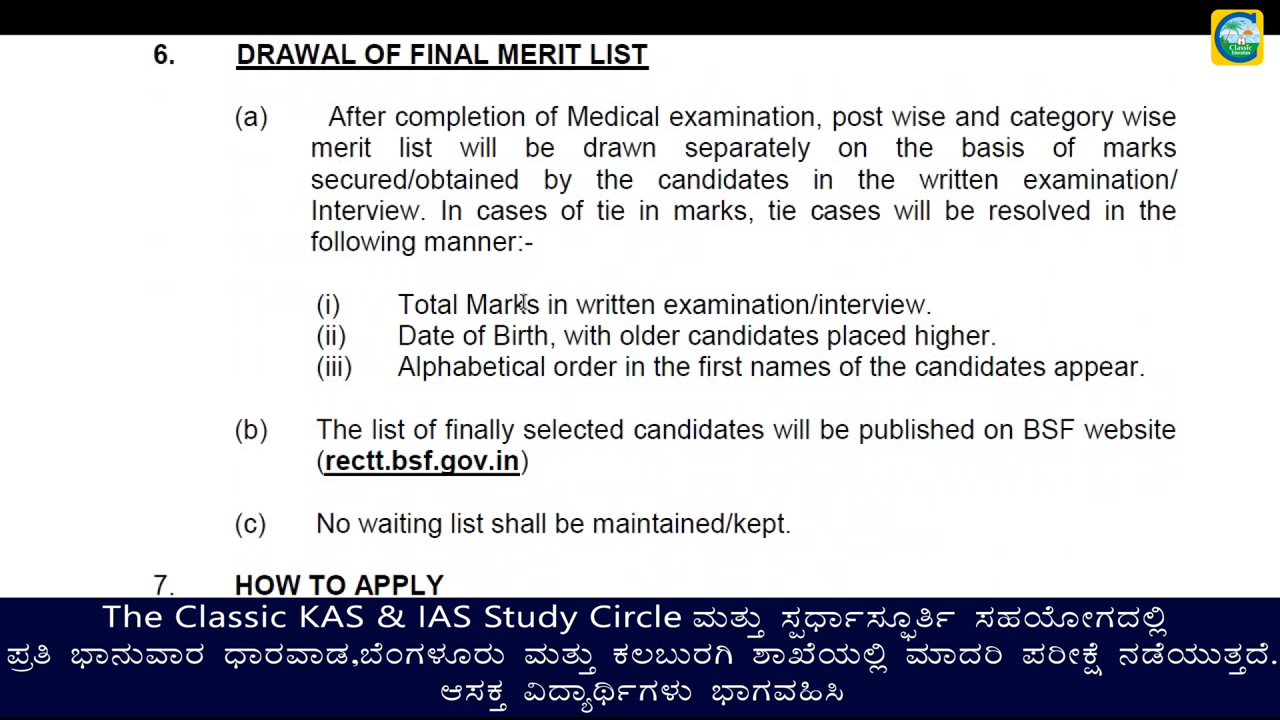 Classic
Education
6. DRAWAL OF FINAL MERIT LIST
(a) After completion of Medical examination, post wise and category wise
merit list will be drawn separately on the basis of marks
secured/obtained by the candidates in the written examination/
Interview. In cases of tie in marks, tie cases will be resolved in the
following manner:-
(i) Total Marks in written examination/interview.
(ii) Date of Birth, with older candidates placed higher.
(iii) Alphabetical order in the first names of the candidates appear.
(b) The list of finally selected candidates will be published on BSF website
(rectt.bsf.gov.in)
(c) No waiting list shall be maintained/kept.
7. HOW TO APPLY
The Classic KAS & IAS Study Circle ಮತ್ತು ಸ್ಪರ್ಧಾಸ್ಫೂರ್ತಿ ಸಹಯೋಗದಲ್ಲಿ
ಪ್ರತಿ ಭಾನುವಾರ ಧಾರವಾಡ,ಬೆಂಗಳೂರು ಮತ್ತು ಕಲಬುರಗಿ ಶಾಖೆಯಲ್ಲಿ ಮಾದರಿ ಪರೀಕ್ಷೆ ನಡೆಯುತ್ತದೆ.
ಆಸಕ್ತ ವಿದ್ಯಾರ್ಥಿಗಳು ಭಾಗವಹಿಸಿ